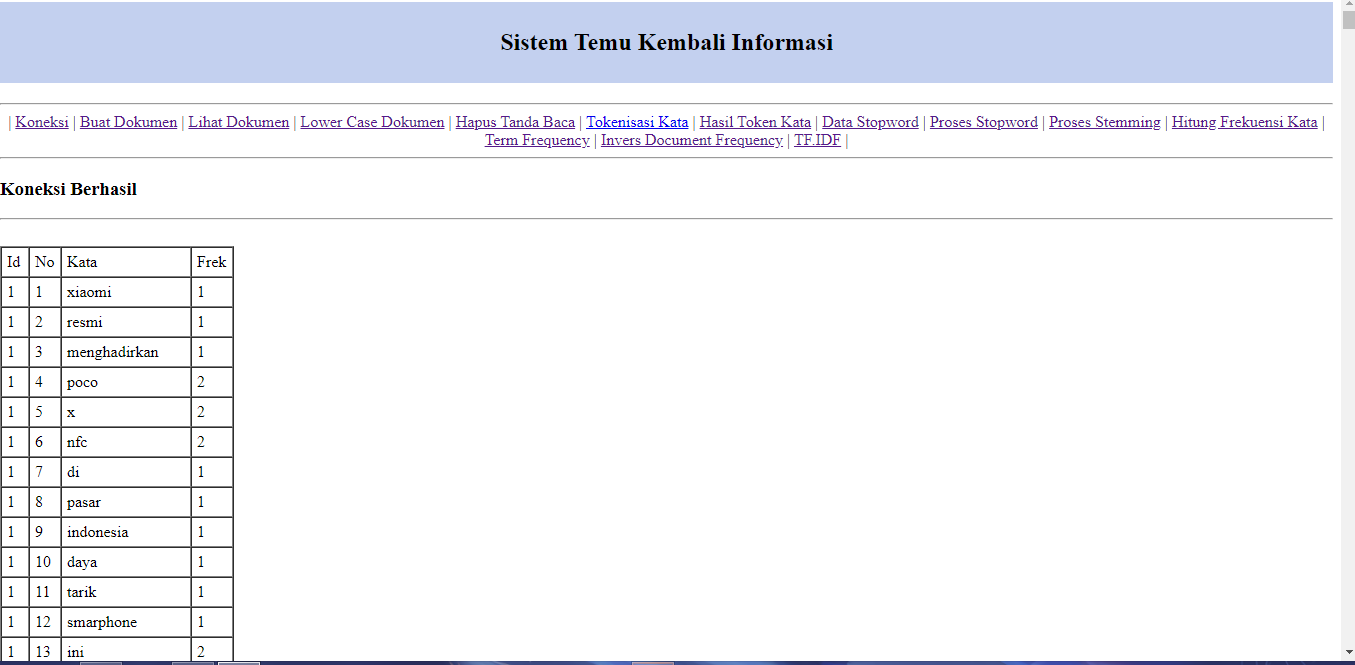 Sistem Temu Kembali Informasi
| Koneksi | Buat Dokumen | Lihat Dokumen | Lower Case Dokumen | Hapus Tanda Baca | Tokenisasi Kata | Hasil Token Kata | Data Stopword | Proses Stopword | Proses Stemming | Hitung Frekuensi Kata |
Term Frequency | Invers Document Frequency | TF.IDF |
Koneksi Berhasil
Id No Kata Frek
1 1 xiaomi 1
1 2 resmi 1
1 3 menghadirkan 1
1 4 poco 2
1 5 x 2
1 6 nfc 2
1 7 di 1
1 8 pasar 1
1 9 indonesia 1
1 10 daya 1
1 11 tarik 1
1 12 smarphone 1
1 13 ini 2